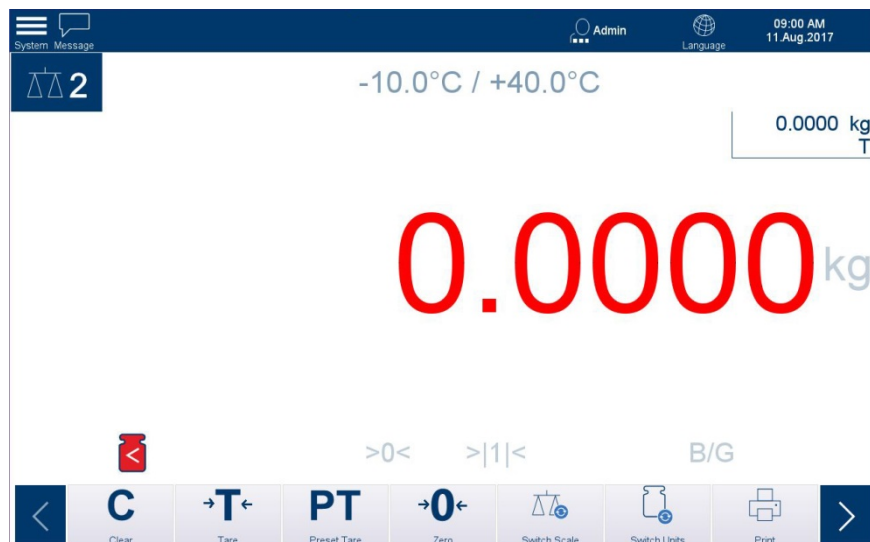 System Message
Admin
Language
09:00 AM
11.Aug.2017
2
-10.0°C / +40.0°C
0.0000 kg
T
0.0000 kg
<
>0< >|1|< B/G
C →T← PT →0←
Clear Tare Preset Tare Zero Switch Scale Switch Units Print